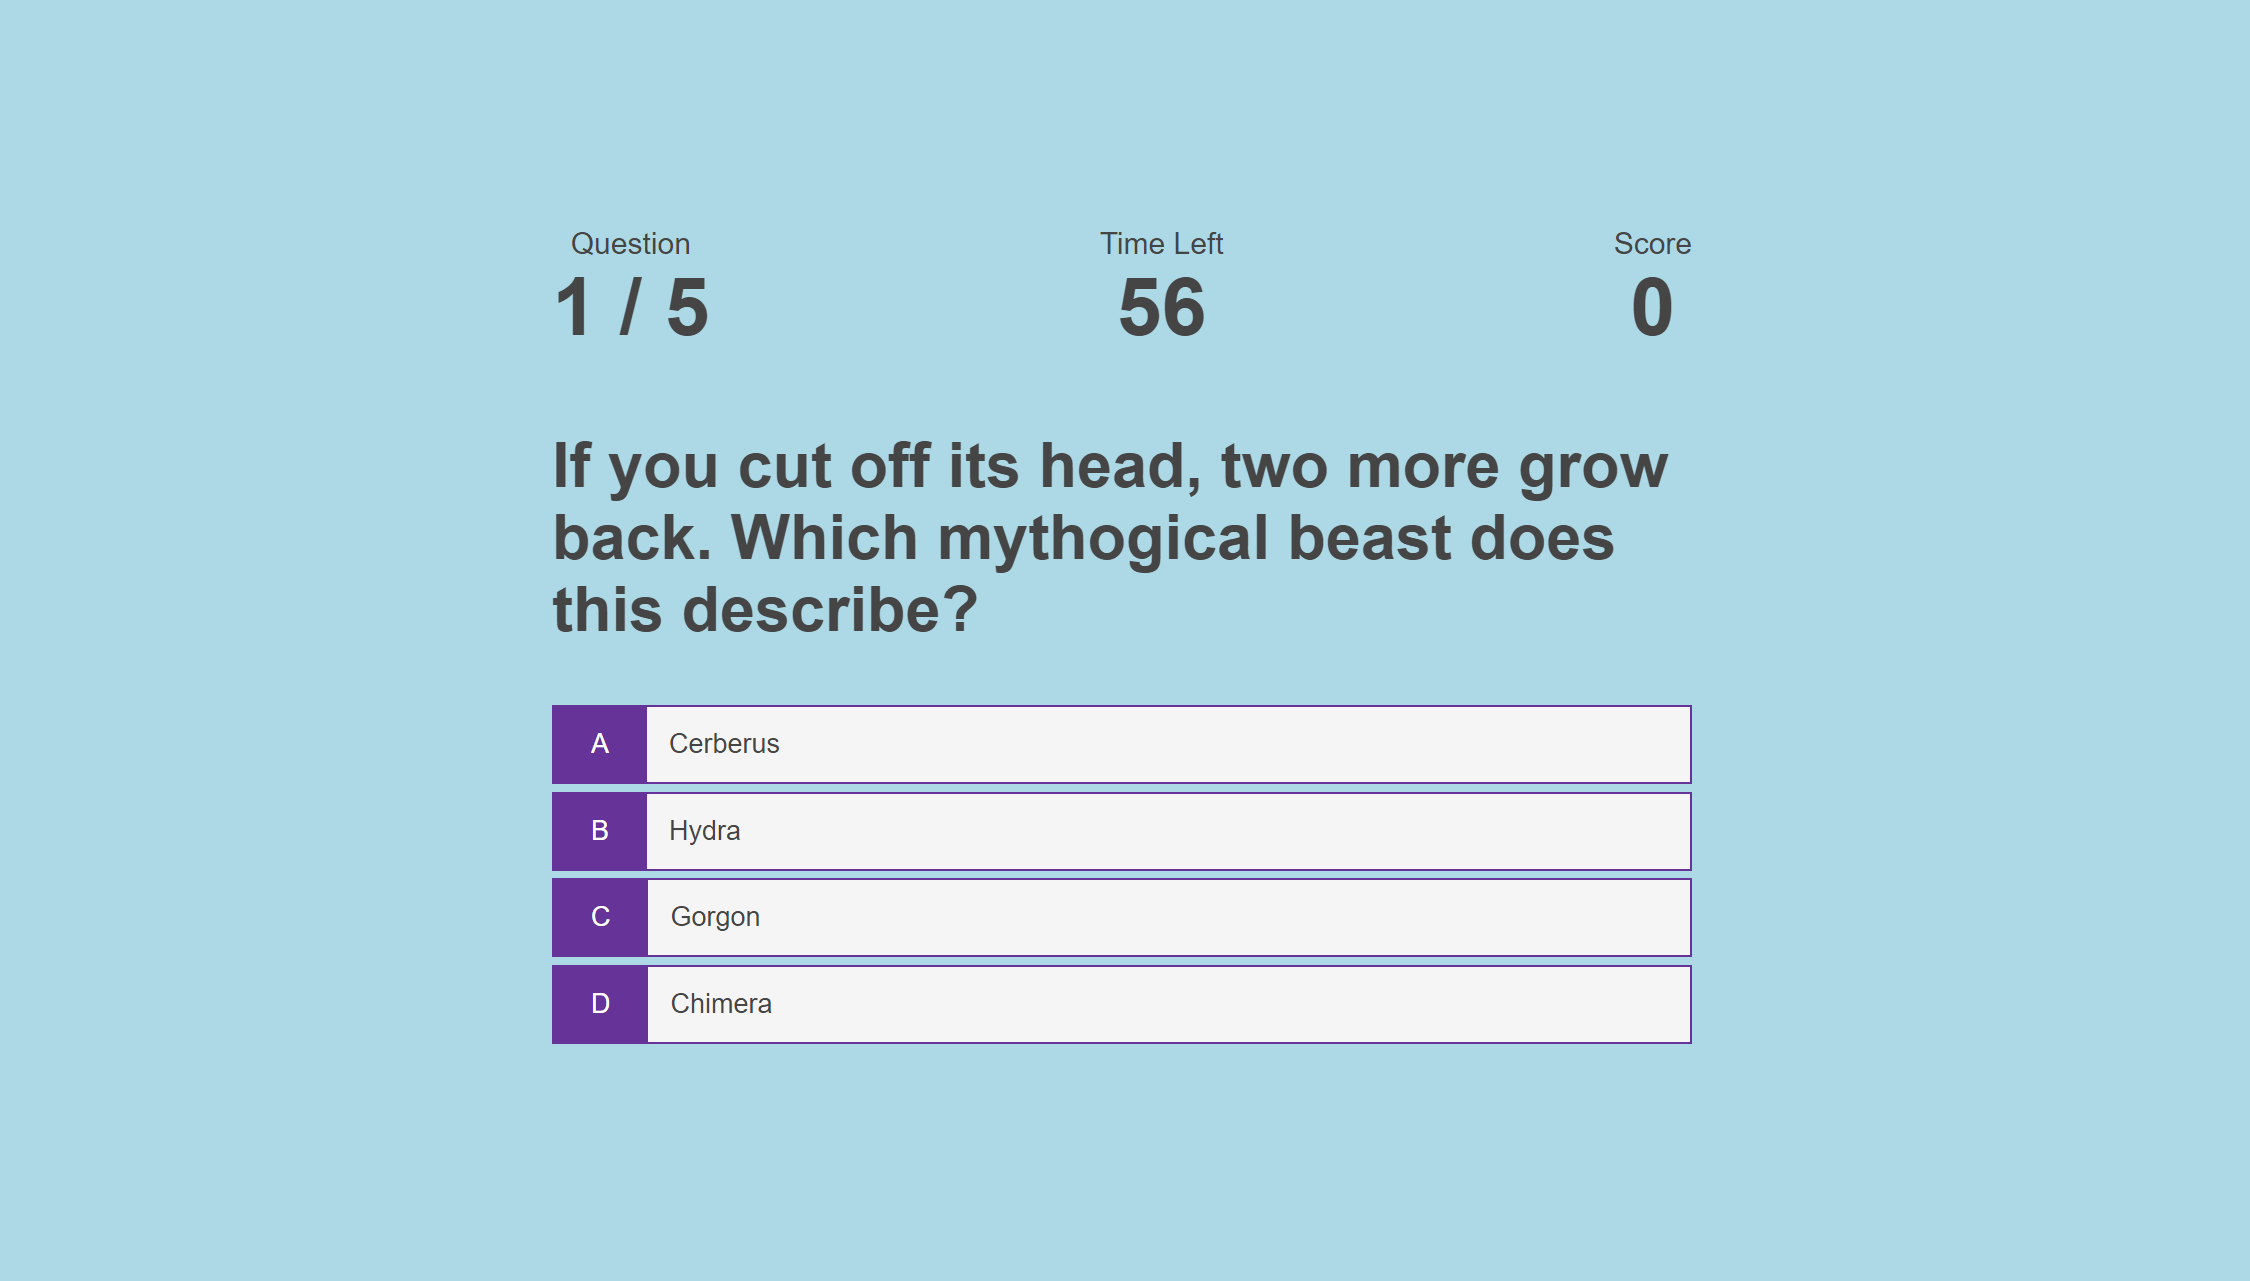 Question
1 / 5
Time Left
56
Score
0
If you cut off its head, two more grow
back. Which mythogical beast does
this describe?
A Cerberus
B Hydra
C Gorgon
D Chimera